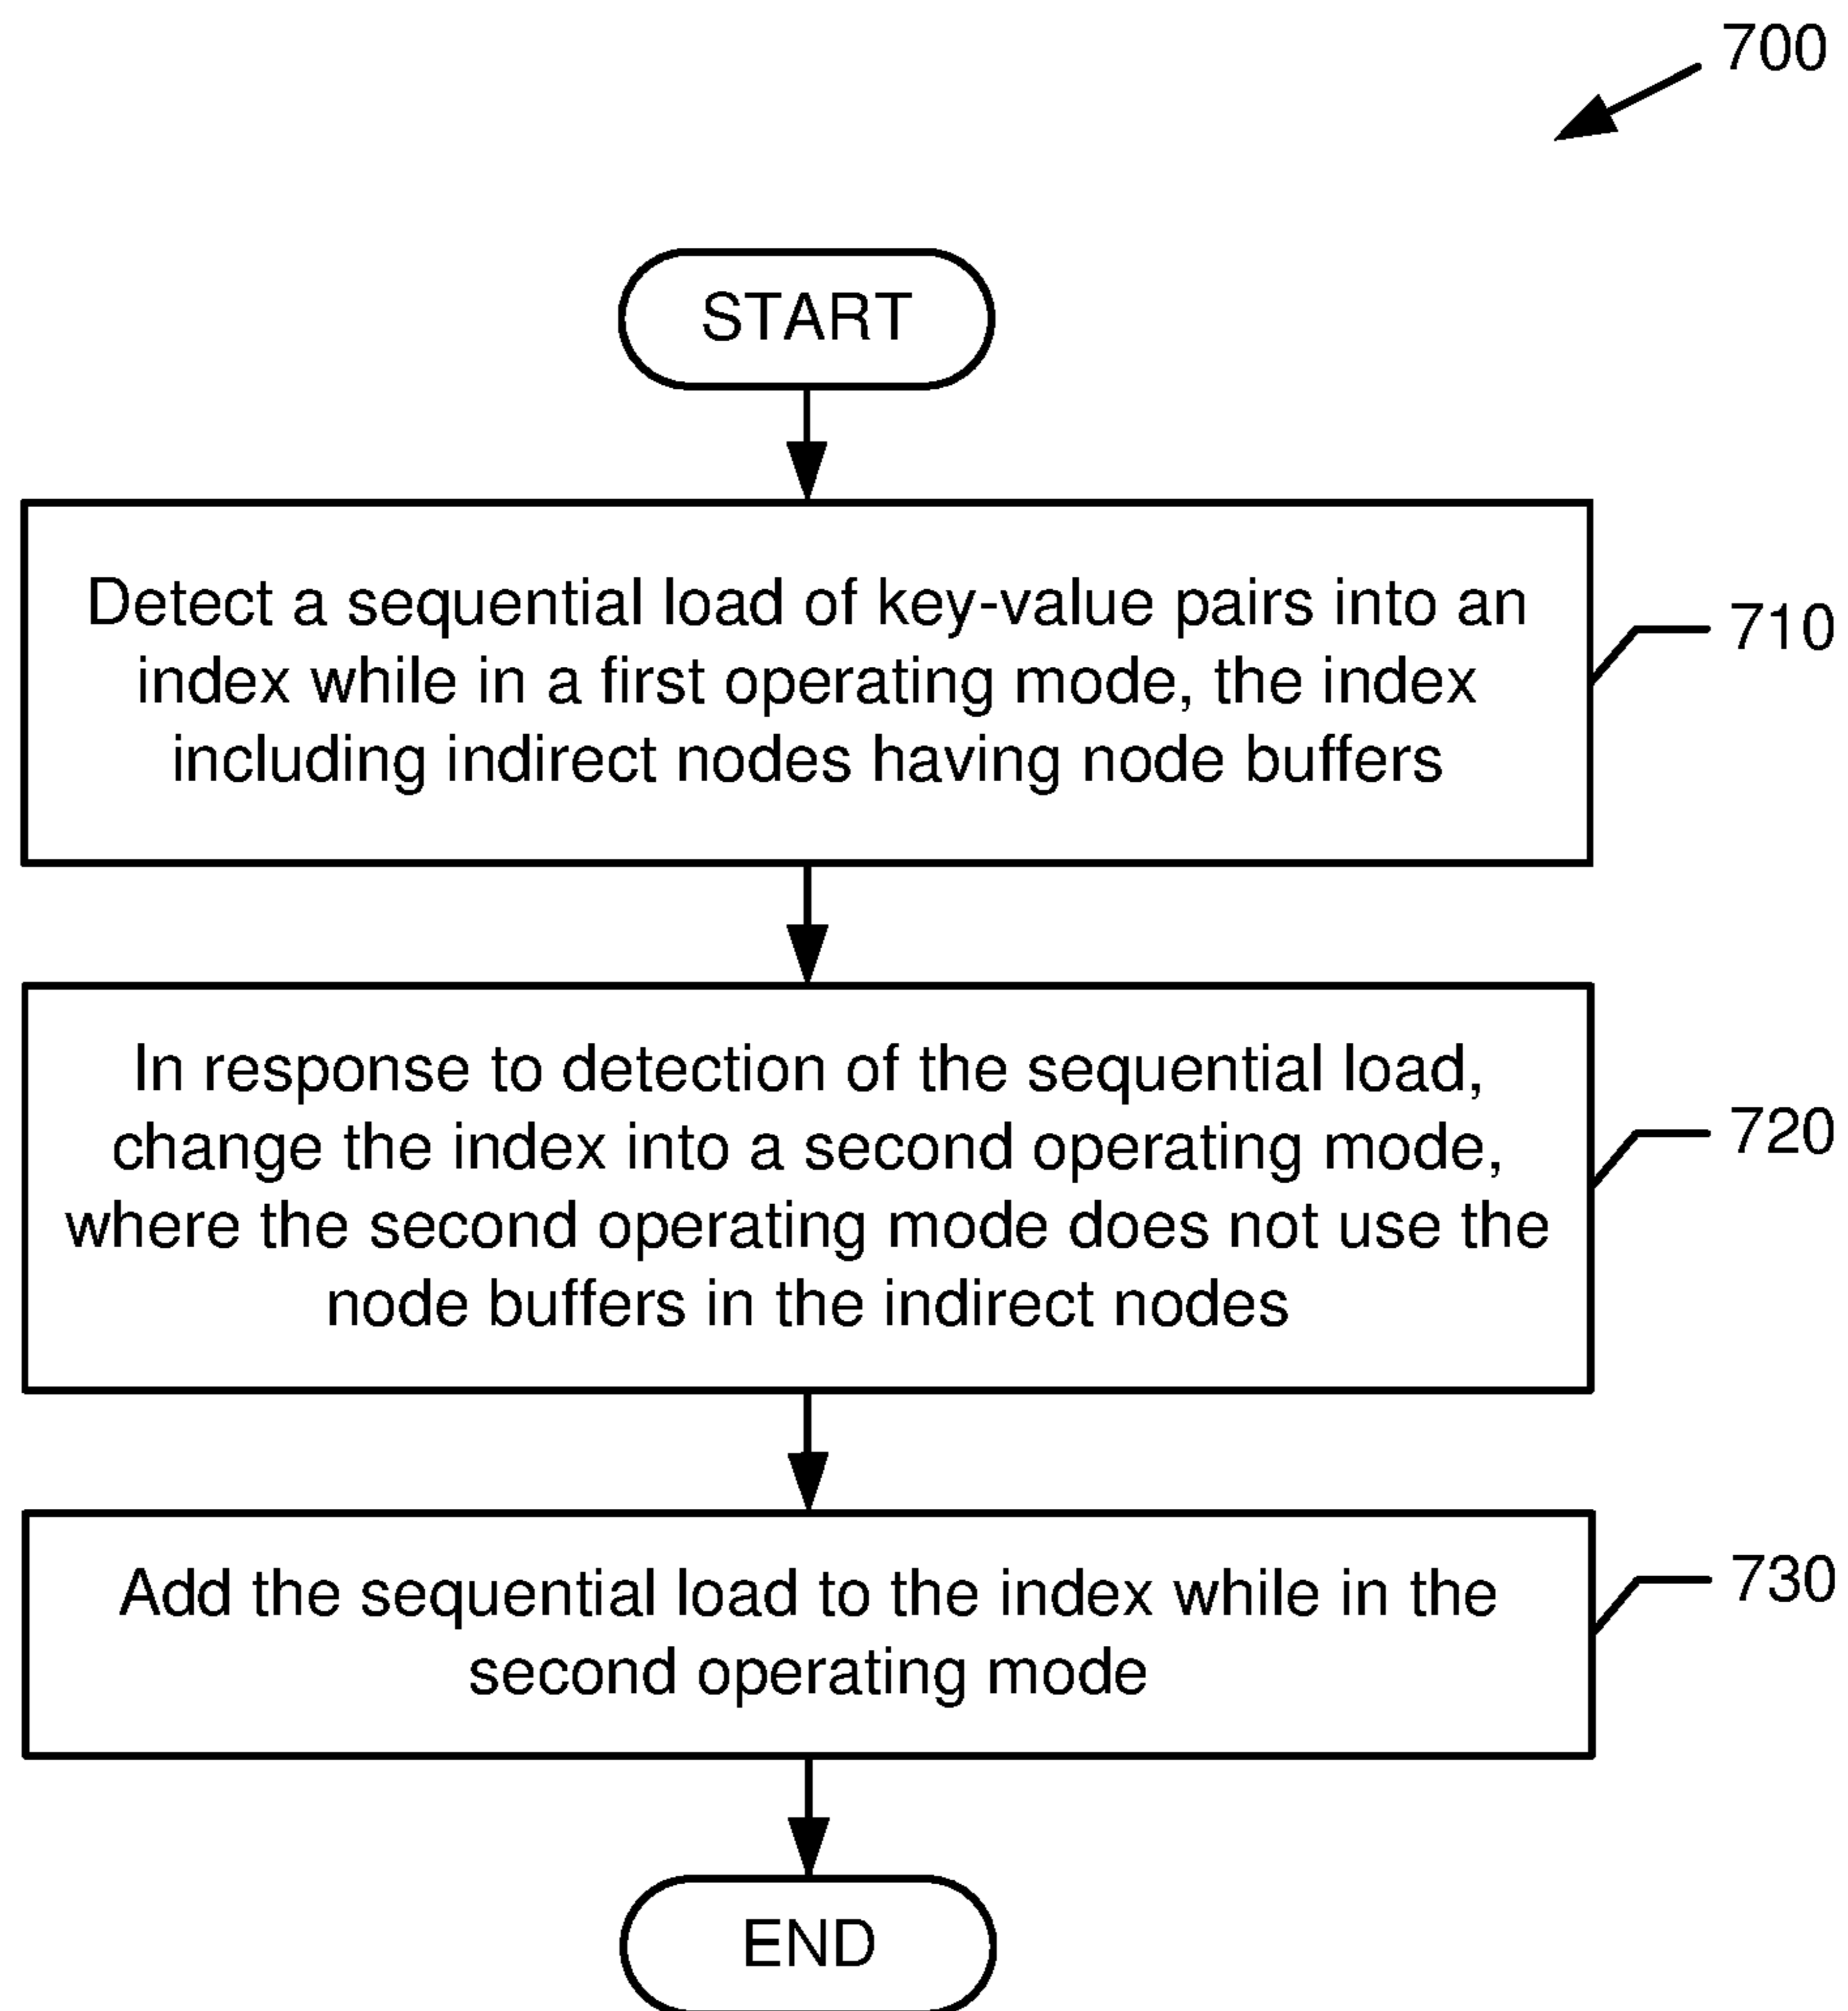 700
START
Detect a sequential load of key-value pairs into an
index while in a first operating mode, the index
including indirect nodes having node buffers
710
In response to detection of the sequential load,
change the index into a second operating mode,
where the second operating mode does not use the
node buffers in the indirect nodes
720
Add the sequential load to the index while in the
second operating mode
730
END